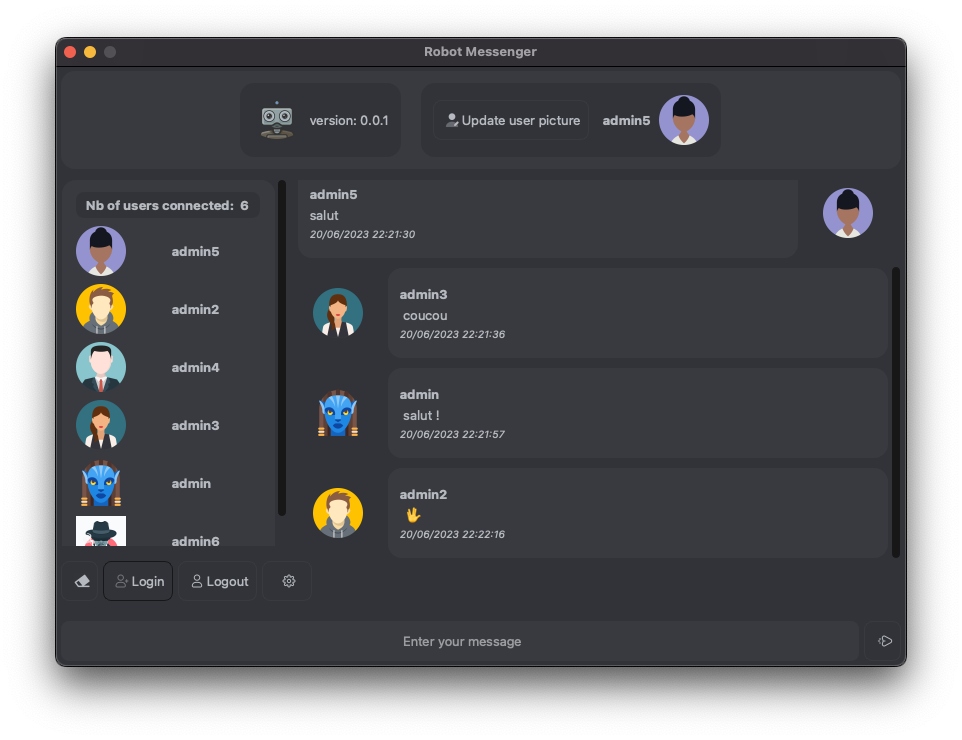 Robot Messenger
version: 0.0.1
Update user picture
admin5
Nb of users connected: 6
admin5
admin2
admin4
admin3
admin
admin6
admin5
salut
20/06/2023 22:21:30
admin3
coucou
20/06/2023 22:21:36
admin
salut !
20/06/2023 22:21:57
admin2
🖖
20/06/2023 22:22:16
Login
Logout
Enter your message